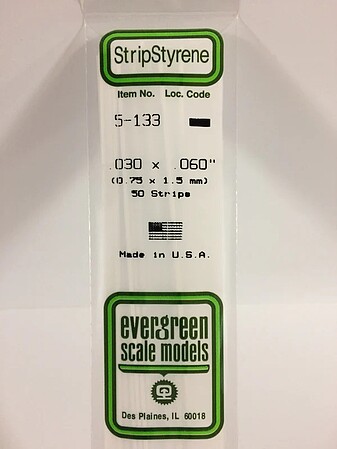 StripStyrene
Item No. Loc. Code
5-133
.030 x .060"
(0.75 x 1.5 mm)
50 Strips
Made in U.S.A.
evergreen
scale models
Des Plaines, IL 60018